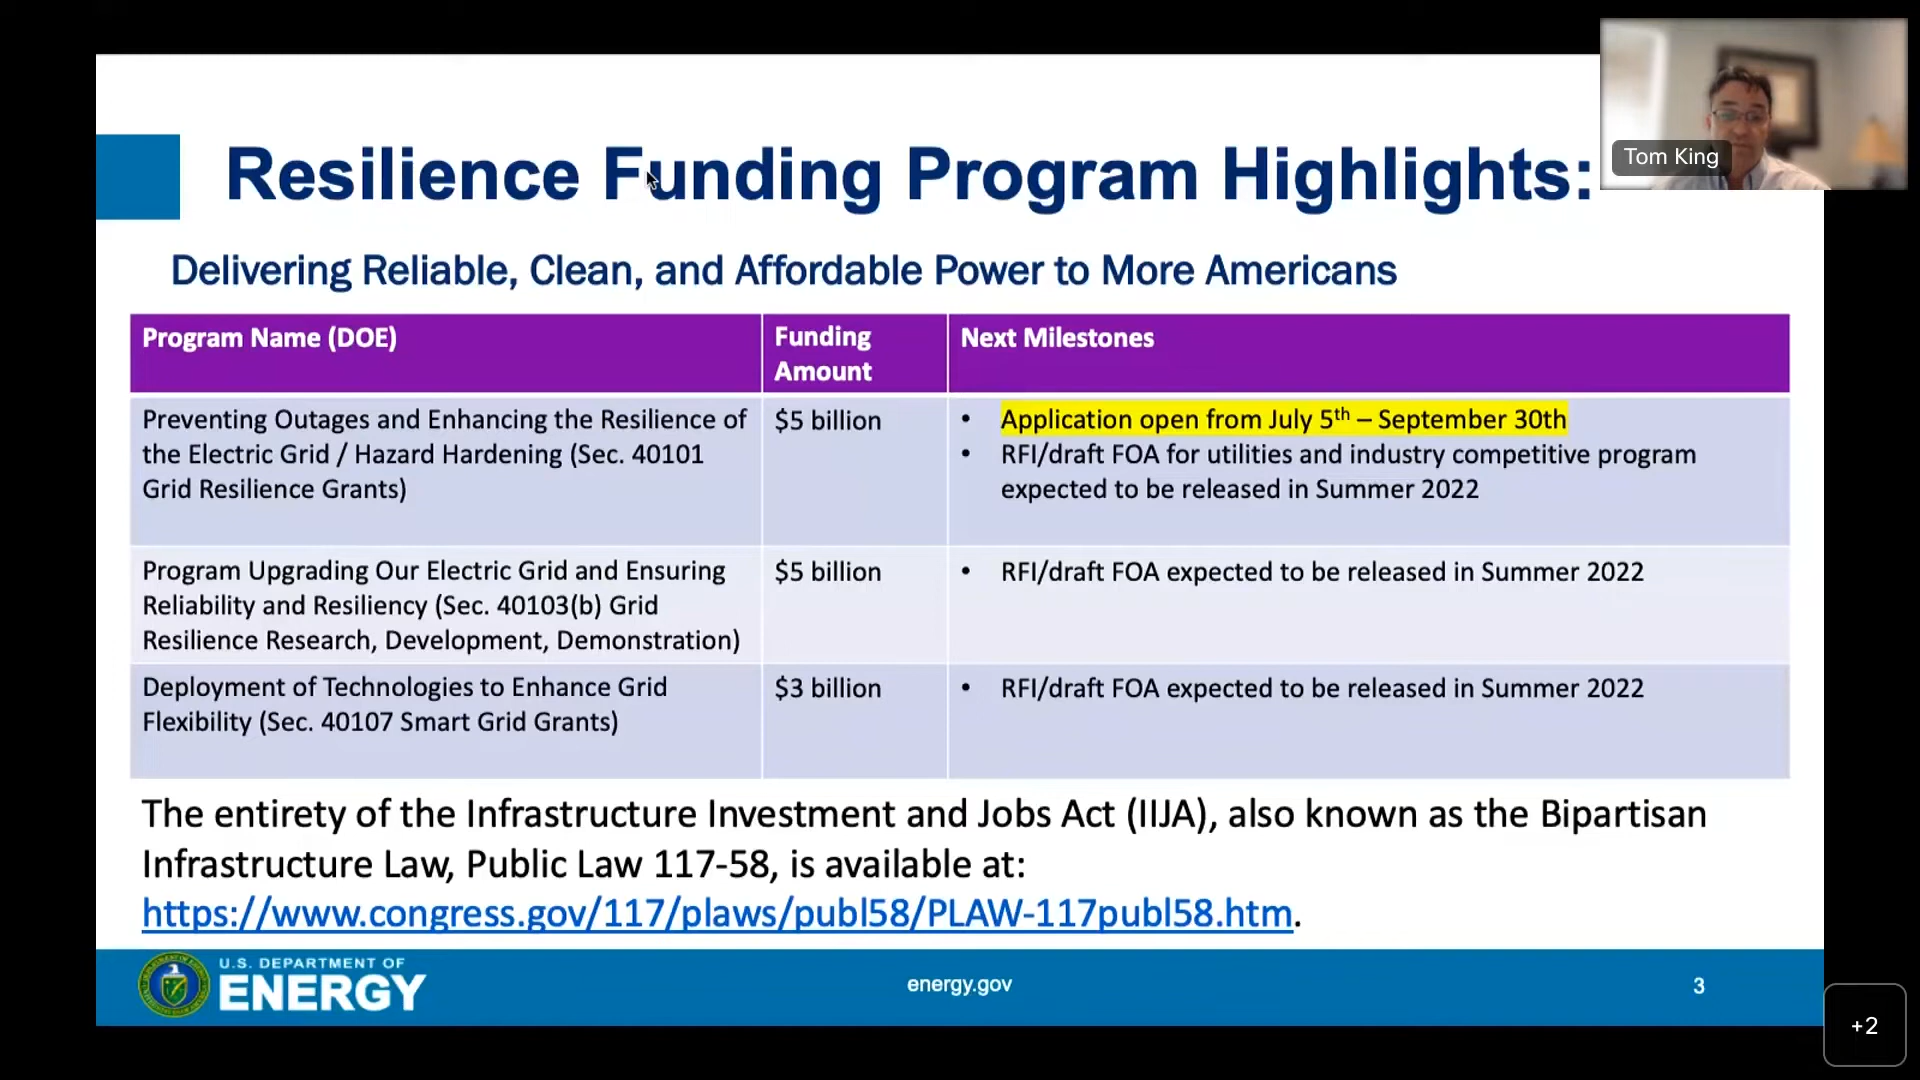 Tom King
Resilience Funding Program Highlights:
Delivering Reliable, Clean, and Affordable Power to More Americans
Program Name (DOE)
Funding
Amount
Next Milestones
Preventing Outages and Enhancing the Resilience of
the Electric Grid / Hazard Hardening (Sec. 40101
Grid Resilience Grants)
$5 billion
• Application open from July 5th – September 30th
• RFI/draft FOA for utilities and industry competitive program
expected to be released in Summer 2022
Program Upgrading Our Electric Grid and Ensuring
Reliability and Resiliency (Sec. 40103(b) Grid
Resilience Research, Development, Demonstration)
$5 billion
• RFI/draft FOA expected to be released in Summer 2022
Deployment of Technologies to Enhance Grid
Flexibility (Sec. 40107 Smart Grid Grants)
$3 billion
• RFI/draft FOA expected to be released in Summer 2022
The entirety of the Infrastructure Investment and Jobs Act (IIJA), also known as the Bipartisan
Infrastructure Law, Public Law 117-58, is available at:
https://www.congress.gov/117/plaws/publ58/PLAW-117publ58.htm.
U.S. DEPARTMENT OF
ENERGY
energy.gov
3
+2